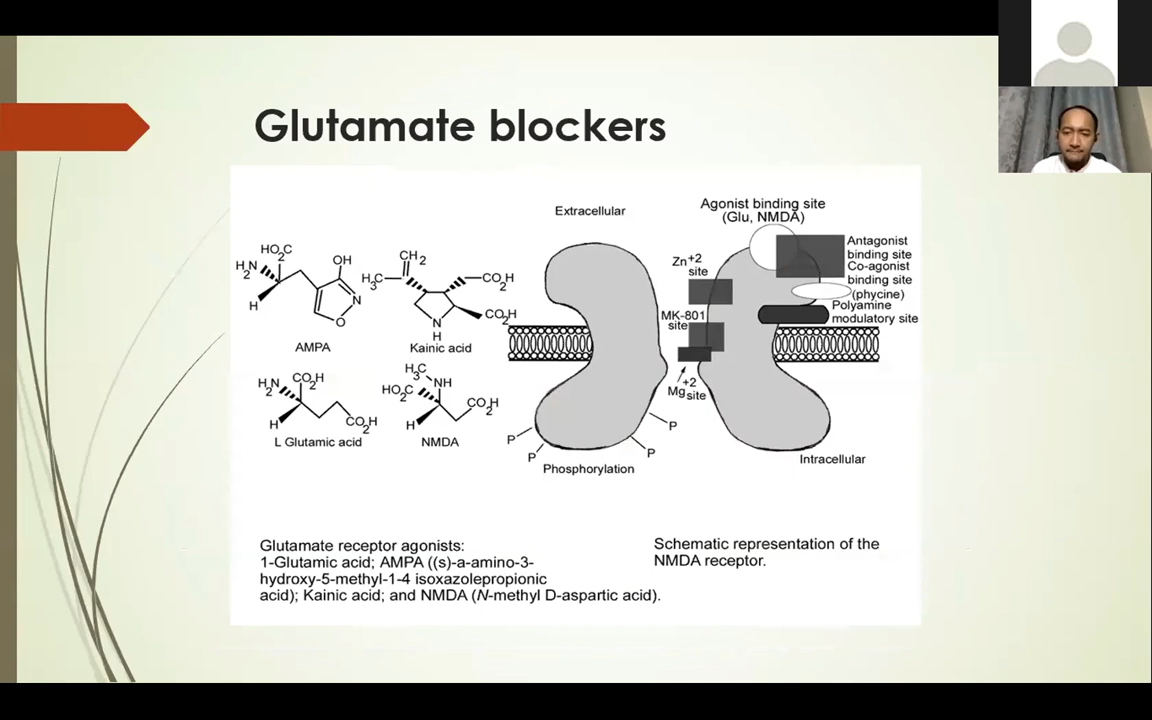 Glutamate blockers
Extracellular
Agonist binding site
(Glu, NMDA)
Antagonist
binding site
Co-agonist
binding site
(phycine)
Polyamine
modulatory site
Zn+2
site
MK-801
site
Mg+2
site
HO2C
H2N
H
OH
N
O
AMPA
CH2
H3C
CO2H
CO2H
N
H
Kainic acid
H2N
CO2H
H
CO2H
L Glutamic acid
H3C
NH
HO2C
CO2H
H
NMDA
P
P
P
P
Phosphorylation
Intracellular
Glutamate receptor agonists:
1-Glutamic acid; AMPA ((s)-a-amino-3-
hydroxy-5-methyl-1-4 isoxazolepropionic
acid); Kainic acid; and NMDA (N-methyl D-aspartic acid).
Schematic representation of the
NMDA receptor.